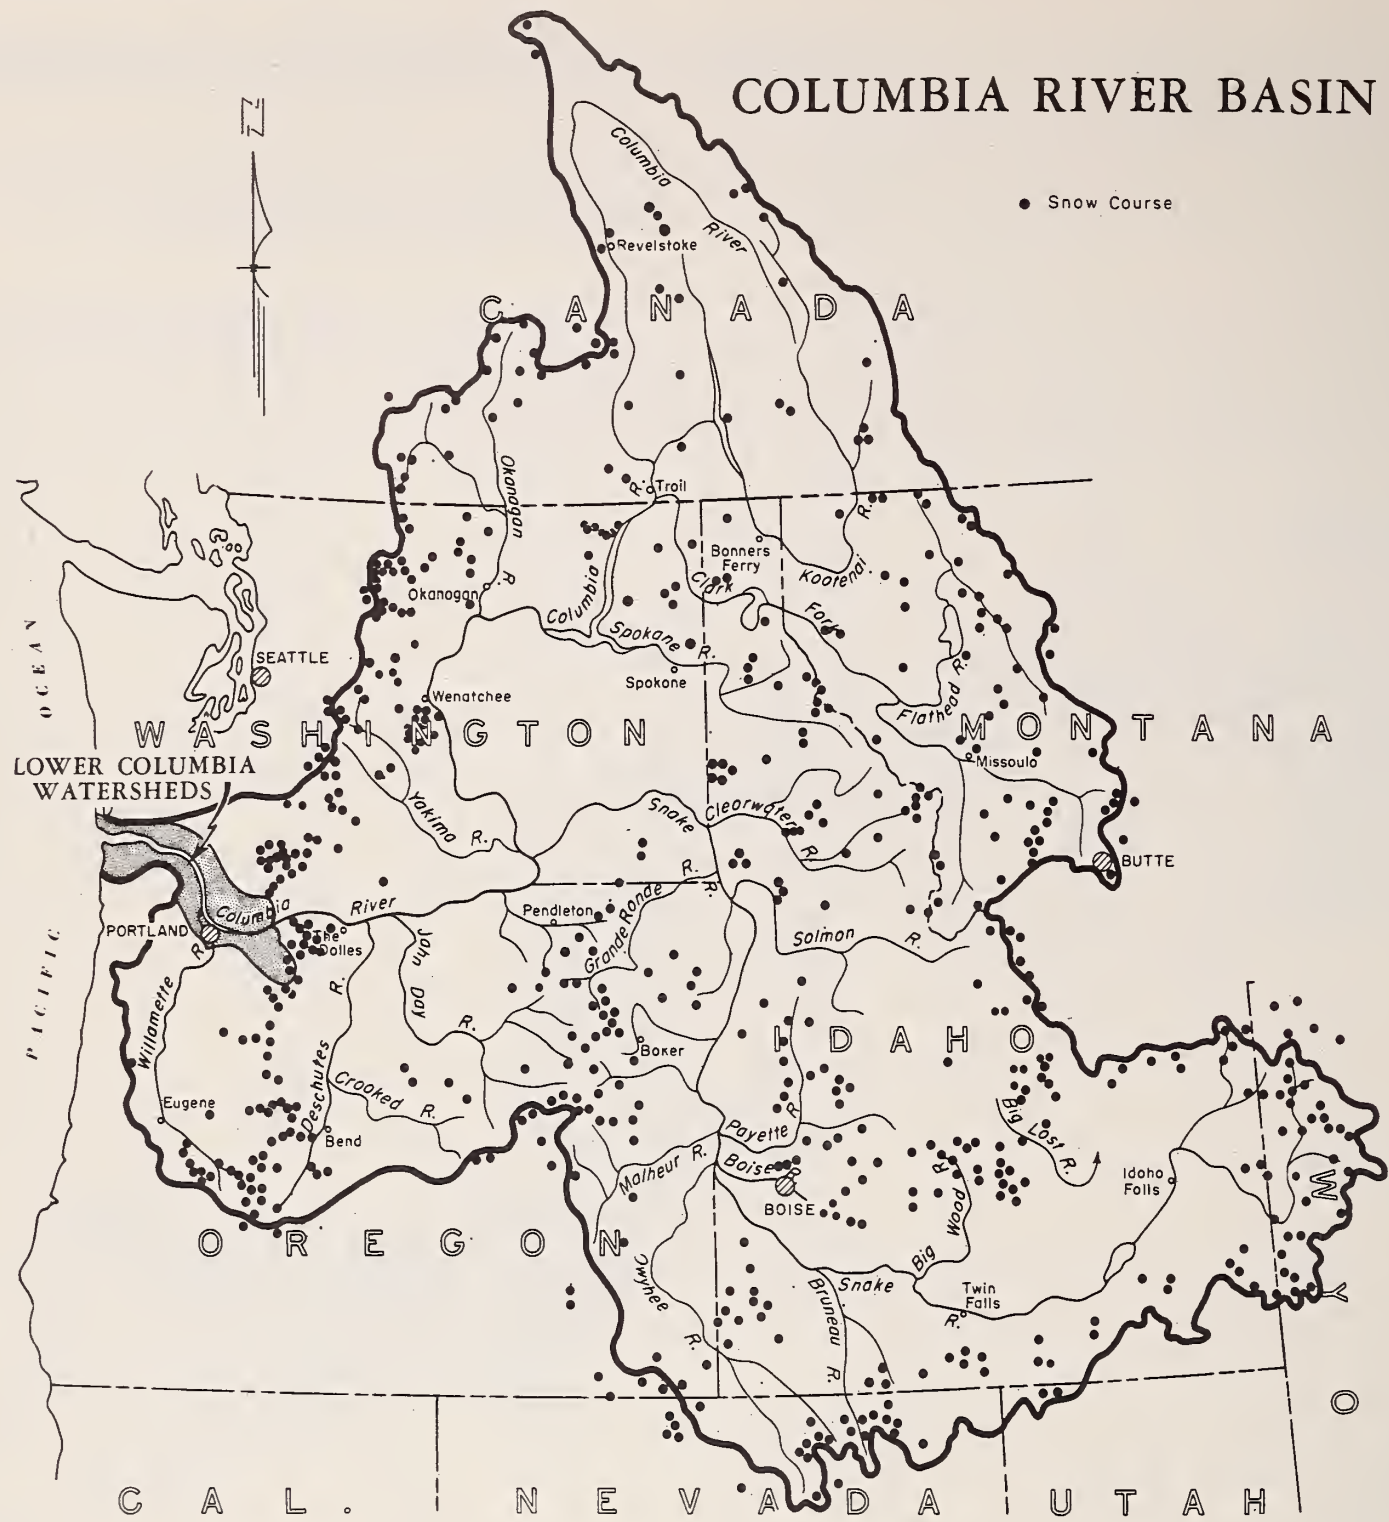 COLUMBIA RIVER BASIN
N
Snow Course
Columbia
River
Revelstoke
CANADA
Okanogan
R.
R.
Trail
R.
Bonners
Ferry
Kootenai
Clark
Fork
Okanogan
Columbia
Spokane
R.
Spokane
Flathead R.
OCEAN
SEATTLE
Wenatchee
WASHINGTON
MONTANA
Missoula
LOWER COLUMBIA
WATERSHEDS
Yakima R.
Snake
R.
Clearwater
R.
BUTTE
Columbia
River
PORTLAND
The
Dalles
Pendleton
Grande Ronde
R.
Salmon
R.
PACIFIC
Willamette
R.
Deschutes
R.
John
Day
R.
Baker
IDAHO
Crooked
R.
Eugene
Bend
Payette
R.
Big
Lost R.
Malheur R.
Boise
R.
BOISE
Idaho
Falls
Big
Wood
R.
OREGON
Owyhee
R.
Bruneau
R.
Snake
R.
Twin
Falls
WYO
CAL.
NEVADA
UTAH